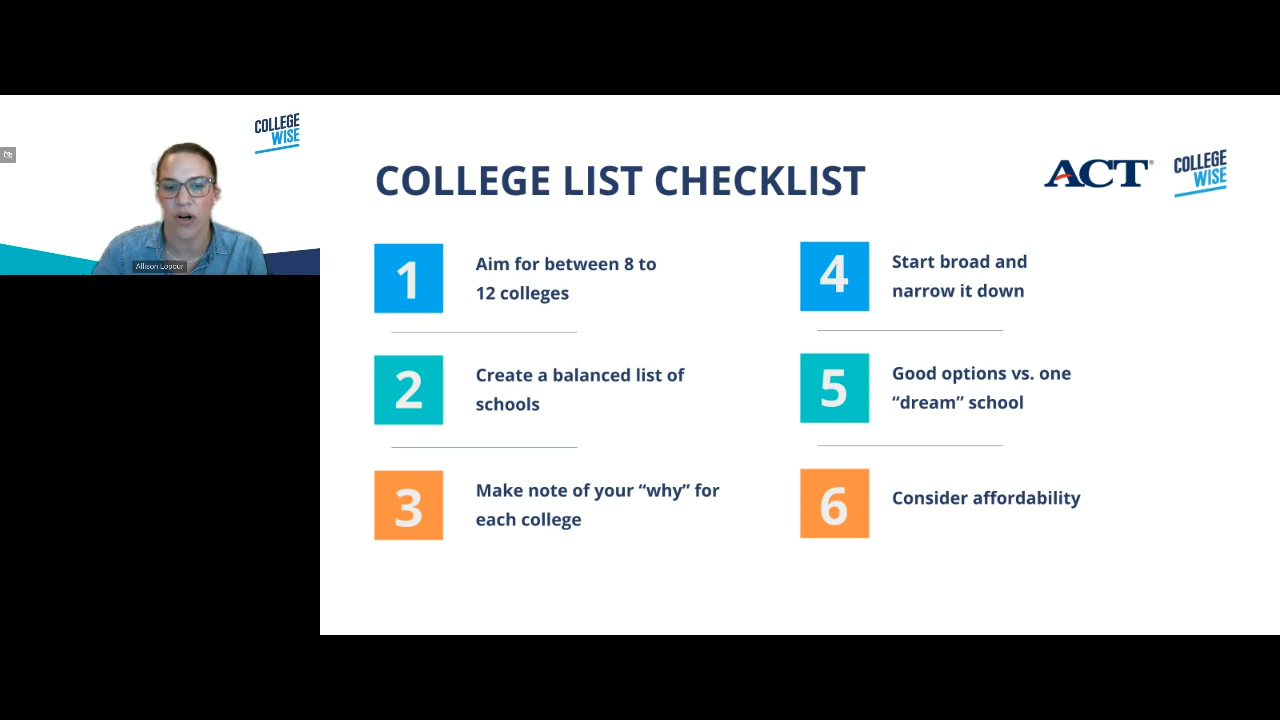 COLLEGE
WISE
Allison Lopour
COLLEGE LIST CHECKLIST
ACT®
COLLEGE
WISE
1
Aim for between 8 to
12 colleges
2
Create a balanced list of
schools
3
Make note of your “why” for
each college
4
Start broad and
narrow it down
5
Good options vs. one
“dream” school
6
Consider affordability